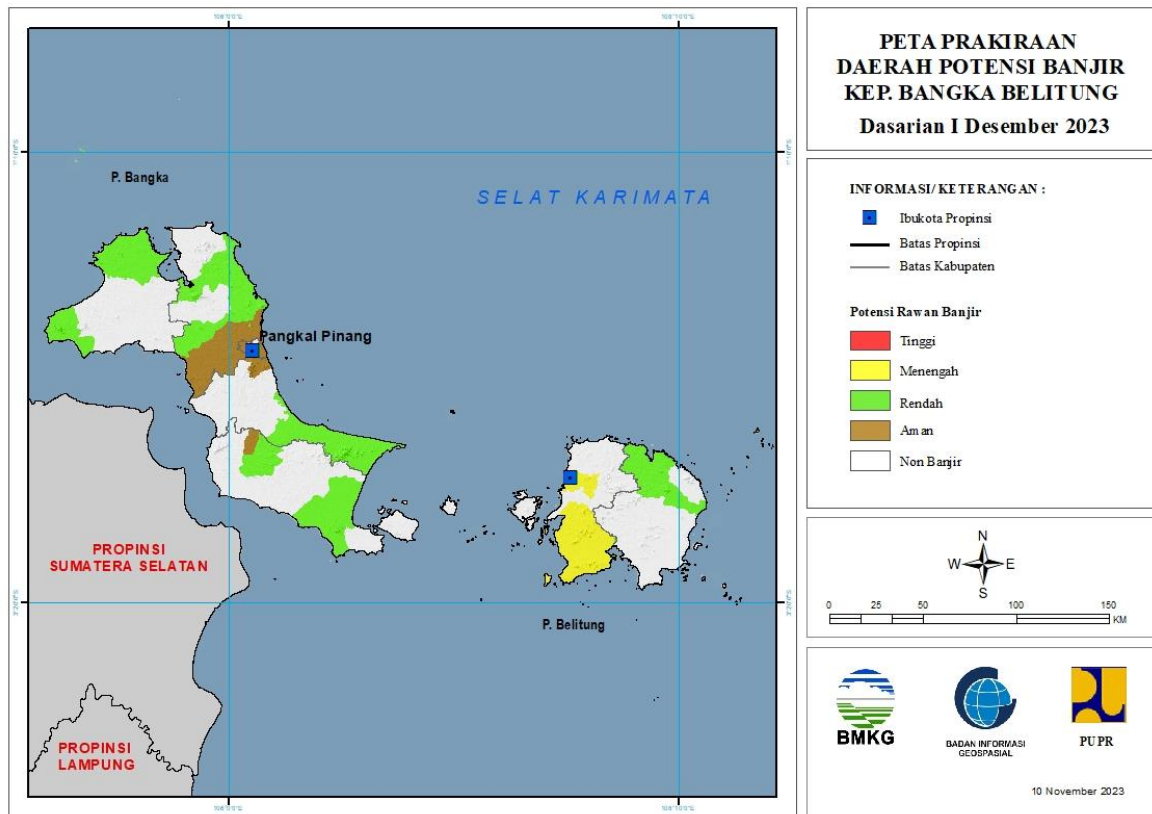 PETA PRAKIRAAN
DAERAH POTENSI BANJIR
KEP. BANGKA BELITUNG
Dasarian I Desember 2023
P. Bangka
SELAT KARIMATA
Pangkal Pinang
PROPINSI
SUMATERA SELATAN
P. Belitung
PROPINSI
LAMPUNG
INFORMASI/ KETERANGAN :
Ibukota Propinsi
Batas Propinsi
Batas Kabupaten
Potensi Rawan Banjir
Tinggi
Menengah
Rendah
Aman
Non Banjir
N
W E
S
0 25 50 100 150
KM
BMKG
BADAN INFORMASI
GEOSPASIAL
PUPR
10 November 2023